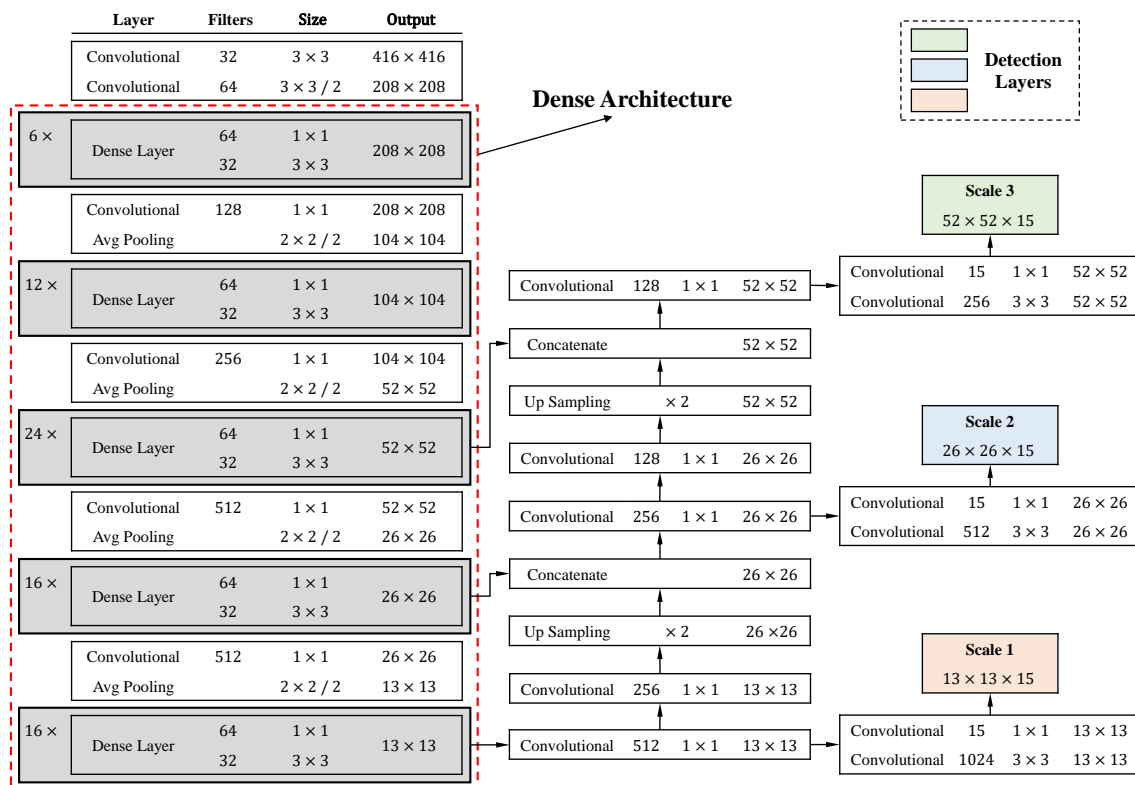 Layer Filters Size Output
Convolutional 32 3 × 3 416 × 416
Convolutional 64 3 × 3 / 2 208 × 208
6 ×
Dense Layer
64 1 × 1
32 3 × 3
208 × 208
Convolutional 128 1 × 1 208 × 208
Avg Pooling 2 × 2 / 2 104 × 104
12 ×
Dense Layer
64 1 × 1
32 3 × 3
104 × 104
Convolutional 256 1 × 1 104 × 104
Avg Pooling 2 × 2 / 2 52 × 52
24 ×
Dense Layer
64 1 × 1
32 3 × 3
52 × 52
Convolutional 512 1 × 1 52 × 52
Avg Pooling 2 × 2 / 2 26 × 26
16 ×
Dense Layer
64 1 × 1
32 3 × 3
26 × 26
Convolutional 512 1 × 1 26 × 26
Avg Pooling 2 × 2 / 2 13 × 13
16 ×
Dense Layer
64 1 × 1
32 3 × 3
13 × 13
Dense Architecture
Convolutional 128 1 × 1 52 × 52
Concatenate 52 × 52
Up Sampling × 2 52 × 52
Convolutional 128 1 × 1 26 × 26
Convolutional 256 1 × 1 26 × 26
Concatenate 26 × 26
Up Sampling × 2 26 ×26
Convolutional 256 1 × 1 13 × 13
Convolutional 512 1 × 1 13 × 13
Detection
Layers
Scale 3
52 × 52 × 15
Convolutional 15 1 × 1 52 × 52
Convolutional 256 3 × 3 52 × 52
Scale 2
26 × 26 × 15
Convolutional 15 1 × 1 26 × 26
Convolutional 512 3 × 3 26 × 26
Scale 1
13 × 13 × 15
Convolutional 15 1 × 1 13 × 13
Convolutional 1024 3 × 3 13 × 13